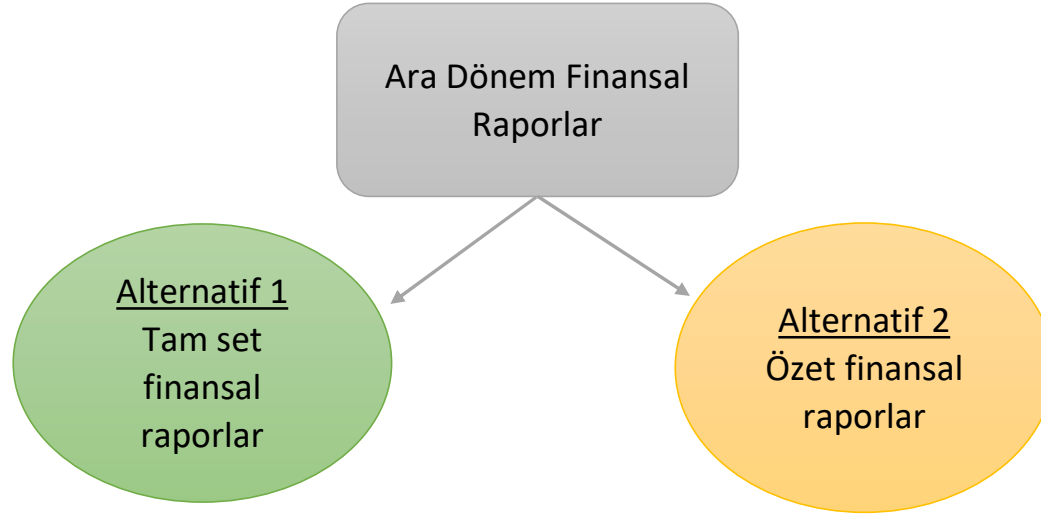 Ara Dönem Finansal
Raporlar
Alternatif 1
Tam set
finansal
raporlar
Alternatif 2
Özet finansal
raporlar